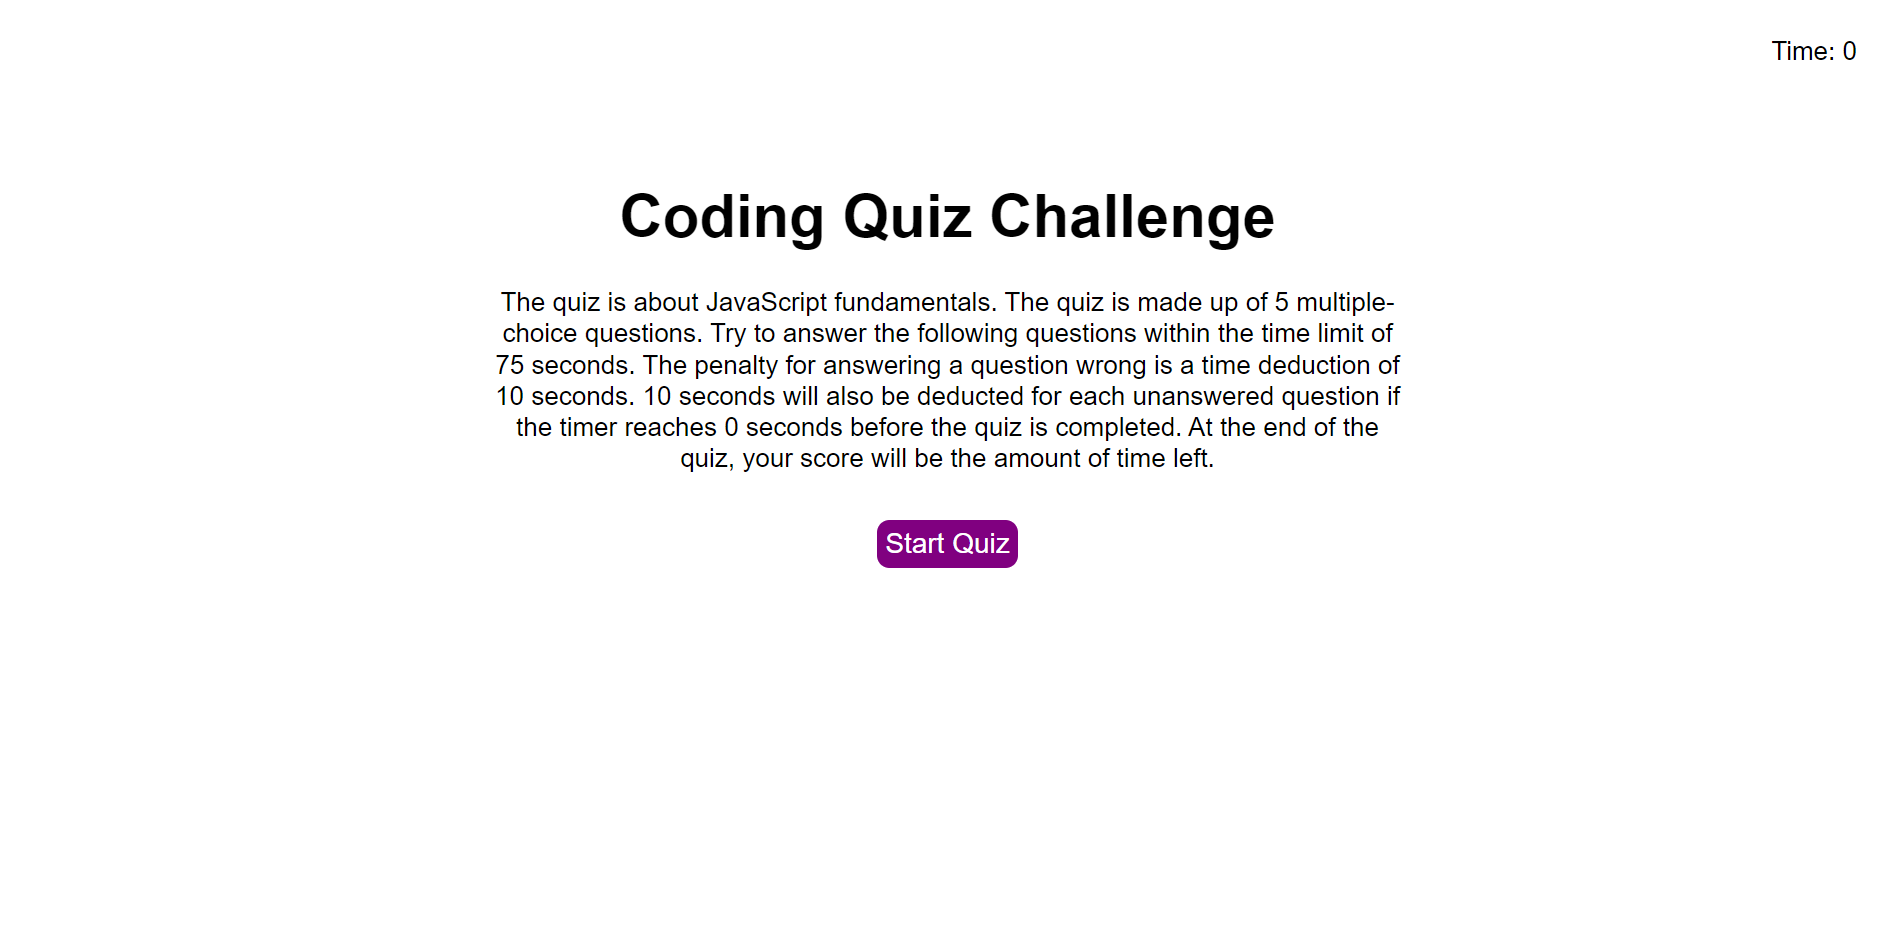 Time: 0
Coding Quiz Challenge
The quiz is about JavaScript fundamentals. The quiz is made up of 5 multiple-
choice questions. Try to answer the following questions within the time limit of
75 seconds. The penalty for answering a question wrong is a time deduction of
10 seconds. 10 seconds will also be deducted for each unanswered question if
the timer reaches 0 seconds before the quiz is completed. At the end of the
quiz, your score will be the amount of time left.
Start Quiz